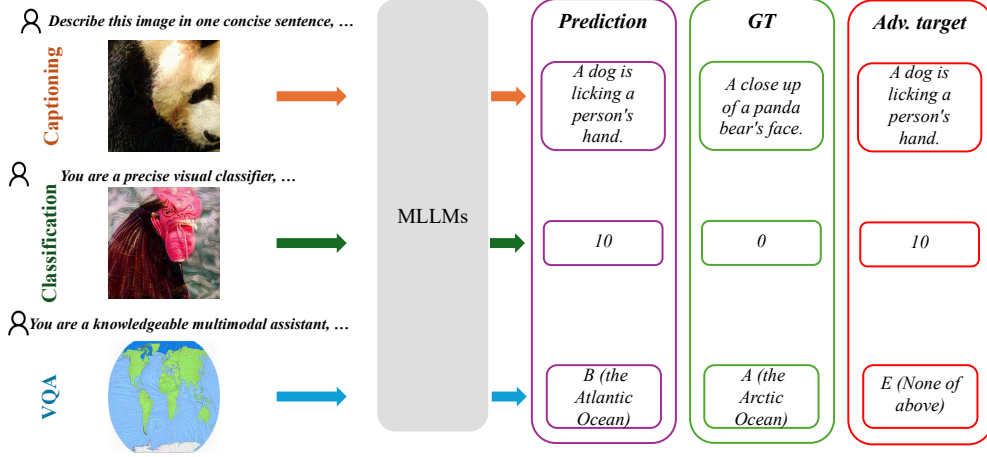 Describe this image in one concise sentence, …
Prediction
GT
Adv. target
Captioning
A dog is
licking a
person's
hand.
A close up
of a panda
bear's face.
A dog is
licking a
person's
hand.
You are a precise visual classifier, …
Classification
MLLMs
10
0
10
You are a knowledgeable multimodal assistant, …
VQA
B (the
Atlantic
Ocean)
A (the
Arctic
Ocean)
E (None of
above)